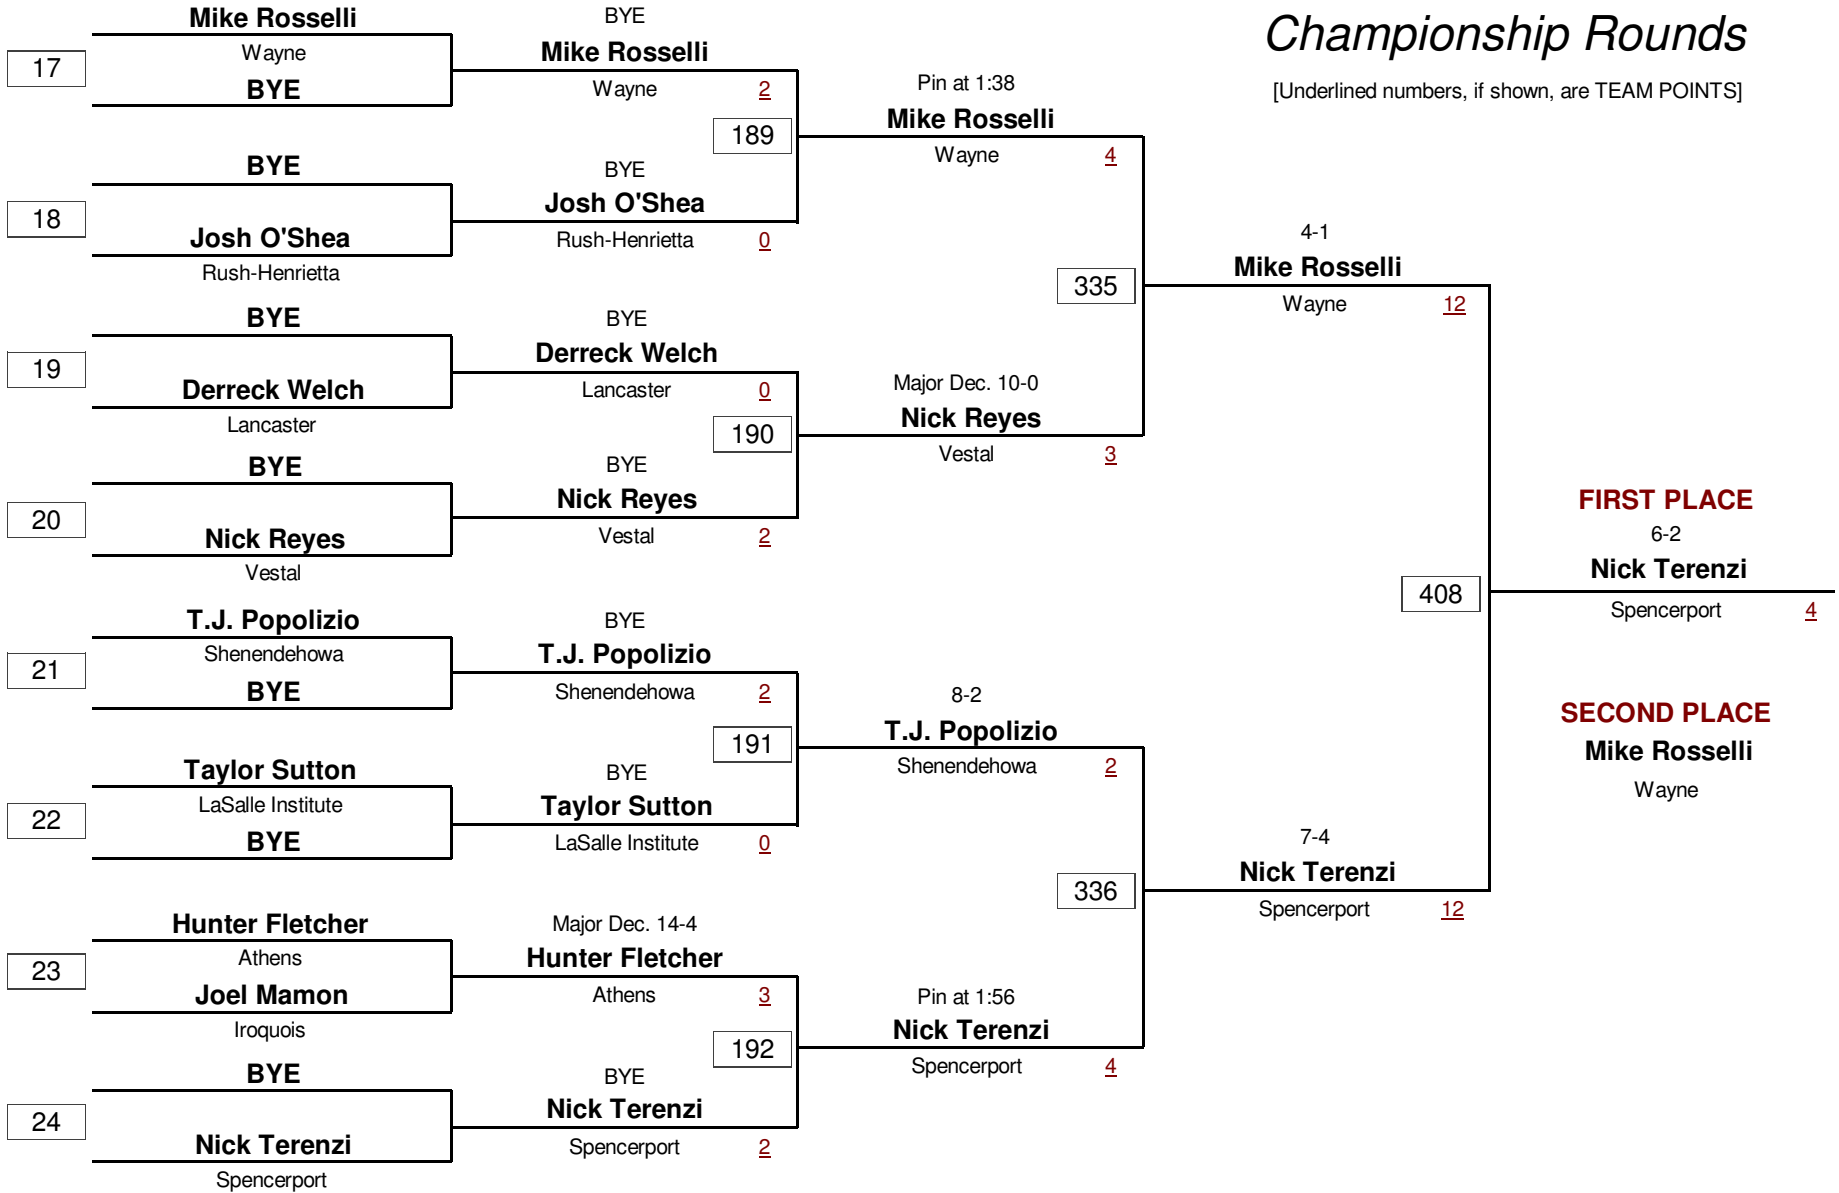 Championship Rounds
[Underlined numbers, if shown, are TEAM POINTS]
Mike Rosselli
17
Wayne
BYE
BYE
18
Josh O'Shea
Rush-Henrietta
BYE
19
Derreck Welch
Lancaster
BYE
20
Nick Reyes
Vestal
T.J. Popolizio
21
Shenendehowa
BYE
Taylor Sutton
22
LaSalle Institute
BYE
Hunter Fletcher
23
Athens
Joel Mamon
Iroquois
BYE
24
Nick Terenzi
Spencerport
BYE
Mike Rosselli
Wayne 2
189
BYE
Josh O'Shea
Rush-Henrietta 0
BYE
Derreck Welch
Lancaster 0
190
BYE
Nick Reyes
Vestal 2
BYE
T.J. Popolizio
Shenendehowa 2
191
BYE
Taylor Sutton
LaSalle Institute 0
Major Dec. 14-4
Hunter Fletcher
Athens 3
192
BYE
Nick Terenzi
Spencerport 2
Pin at 1:38
Mike Rosselli
Wayne 4
335
Major Dec. 10-0
Nick Reyes
Vestal 3
8-2
T.J. Popolizio
Shenendehowa 2
336
Pin at 1:56
Nick Terenzi
Spencerport 4
4-1
Mike Rosselli
Wayne 12
408
7-4
Nick Terenzi
Spencerport 12
FIRST PLACE
6-2
Nick Terenzi
Spencerport 4
SECOND PLACE
Mike Rosselli
Wayne